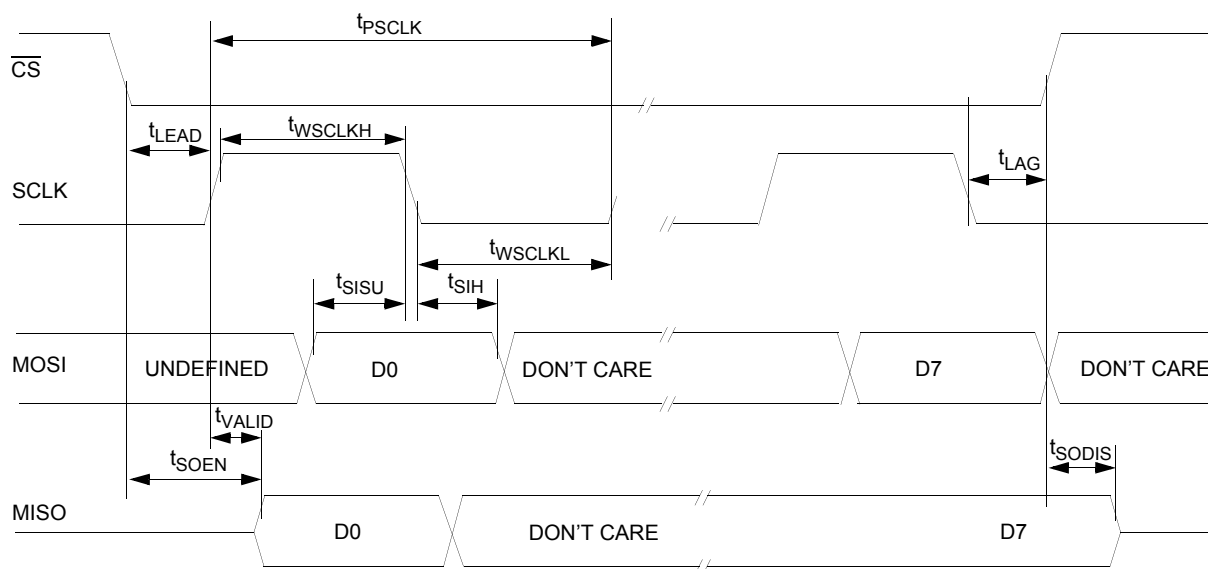 tPSCLK
CS
tLEAD
tWSCLKH
tLAG
SCLK
tWSCLKL
tSISU
tSIH
MOSI
UNDEFINED
D0
DON'T CARE
D7
DON'T CARE
tVALID
tSOEN
tSODIS
MISO
D0
DON'T CARE
D7